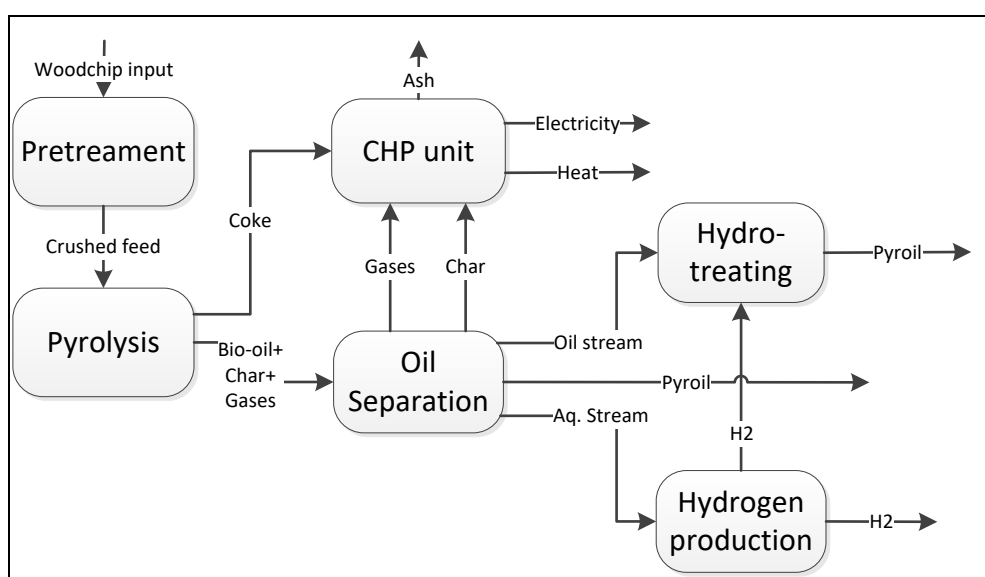 Woodchip input
Pretreament
Crushed feed
Pyrolysis
Coke
Bio-oil+
Char+
Gases
Ash
CHP unit
Electricity
Heat
Gases
Char
Oil
Separation
Oil stream
Pyroil
Aq. Stream
Hydro-
treating
Pyroil
H2
Hydrogen
production
H2